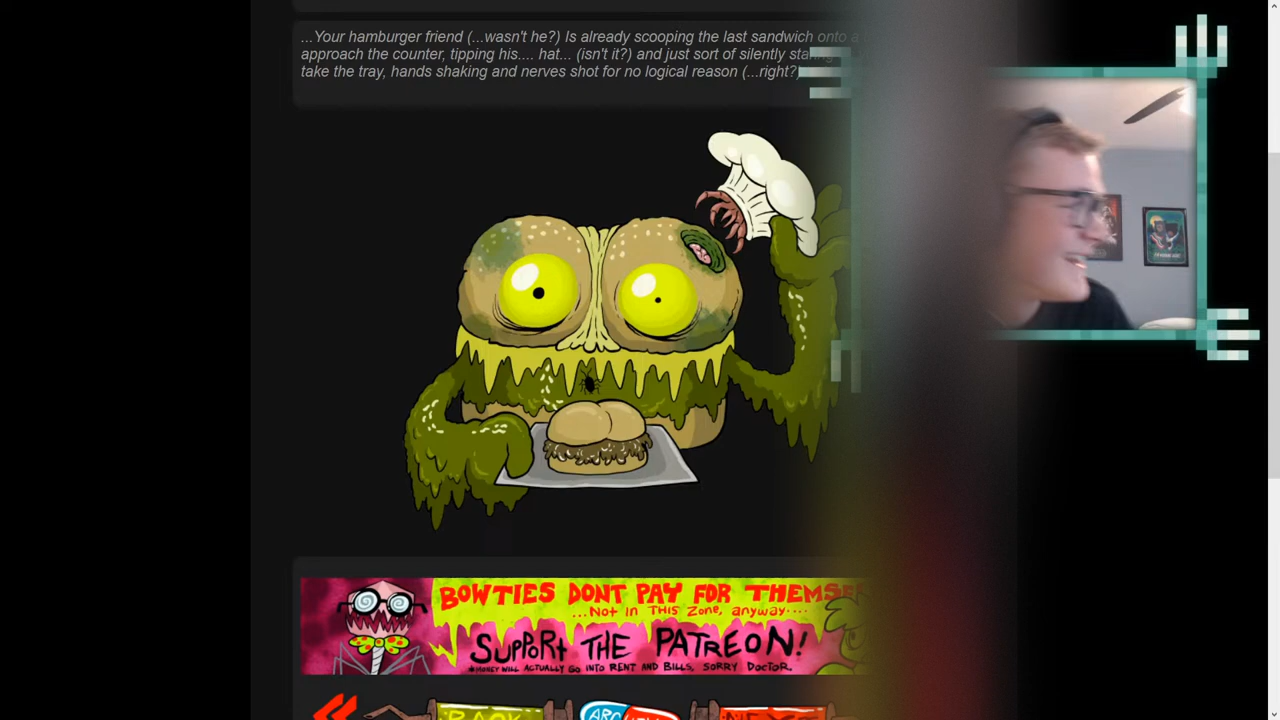 ...Your hamburger friend (...wasn't he?) Is already scooping the last sandwich onto a
approach the counter, tipping his.... hat... (isn't it?) and just sort of silently
take the tray, hands shaking and nerves shot for no logical reason (...right?)
BOWTIES DONT PAY FOR
...Not in THIS Zone, anyway....
SuPPoRt THE PATREON!
*MONEY WILL ACTUALLY GO INTO RENT AND BILLS, SORRY DOCTOR.
BACK